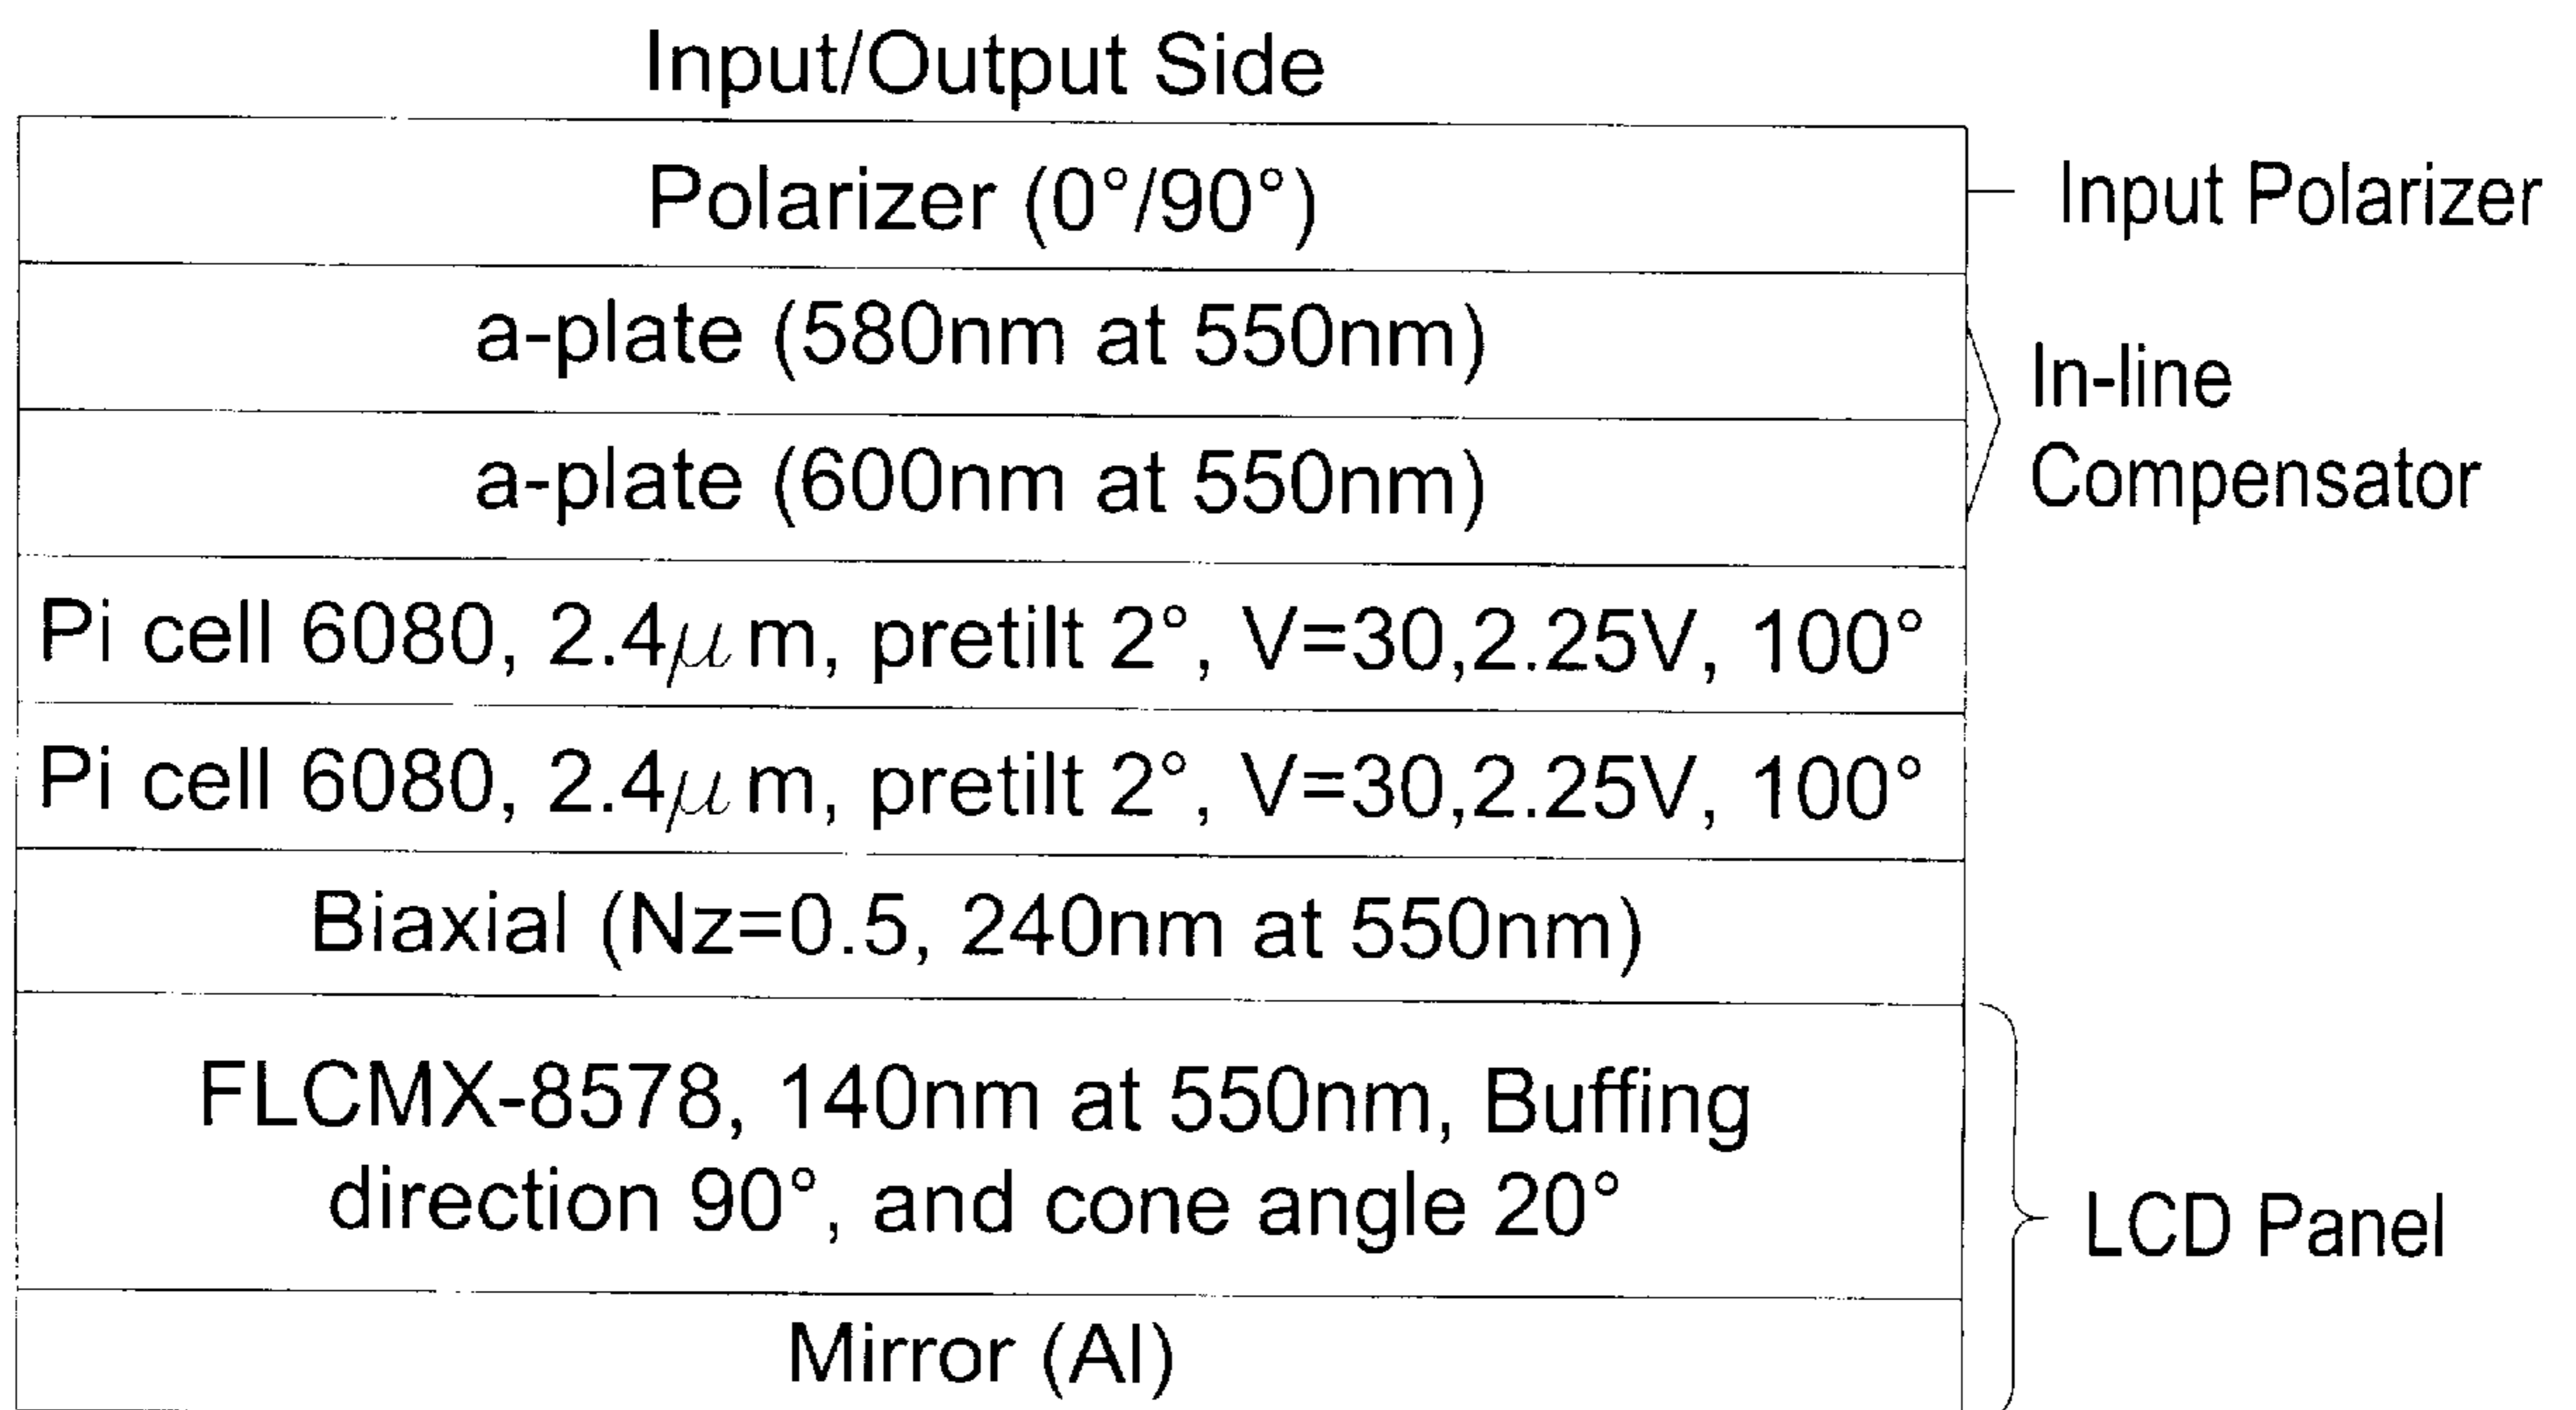 Input/Output Side
Polarizer (0°/90°)
Input Polarizer
a-plate (580nm at 550nm)
In-line
Compensator
a-plate (600nm at 550nm)
Pi cell 6080, 2.4μm, pretilt 2°, V=30,2.25V, 100°
Pi cell 6080, 2.4μm, pretilt 2°, V=30,2.25V, 100°
Biaxial (Nz=0.5, 240nm at 550nm)
FLCMX-8578, 140nm at 550nm, Buffing
direction 90°, and cone angle 20°
LCD Panel
Mirror (Al)